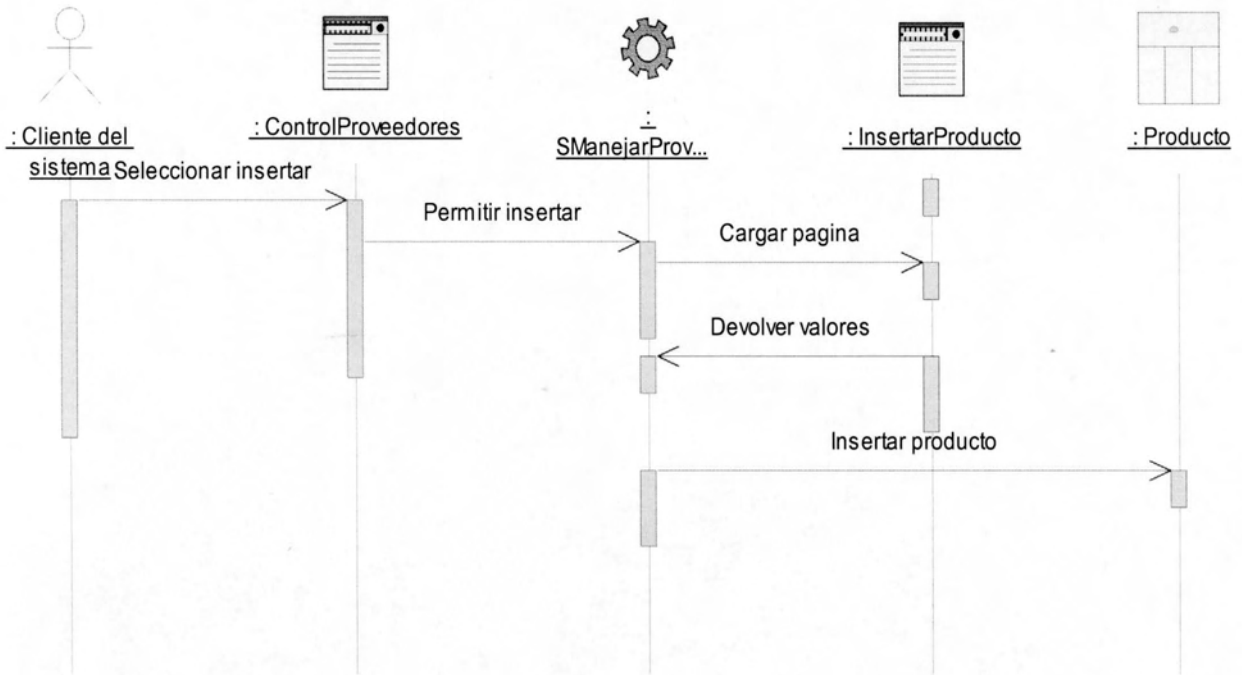 : Cliente del
sistema
: ControlProveedores
:
SManejarProv...
: InsertarProducto
: Producto
Seleccionar insertar
Permitir insertar
Cargar pagina
Devolver valores
Insertar producto